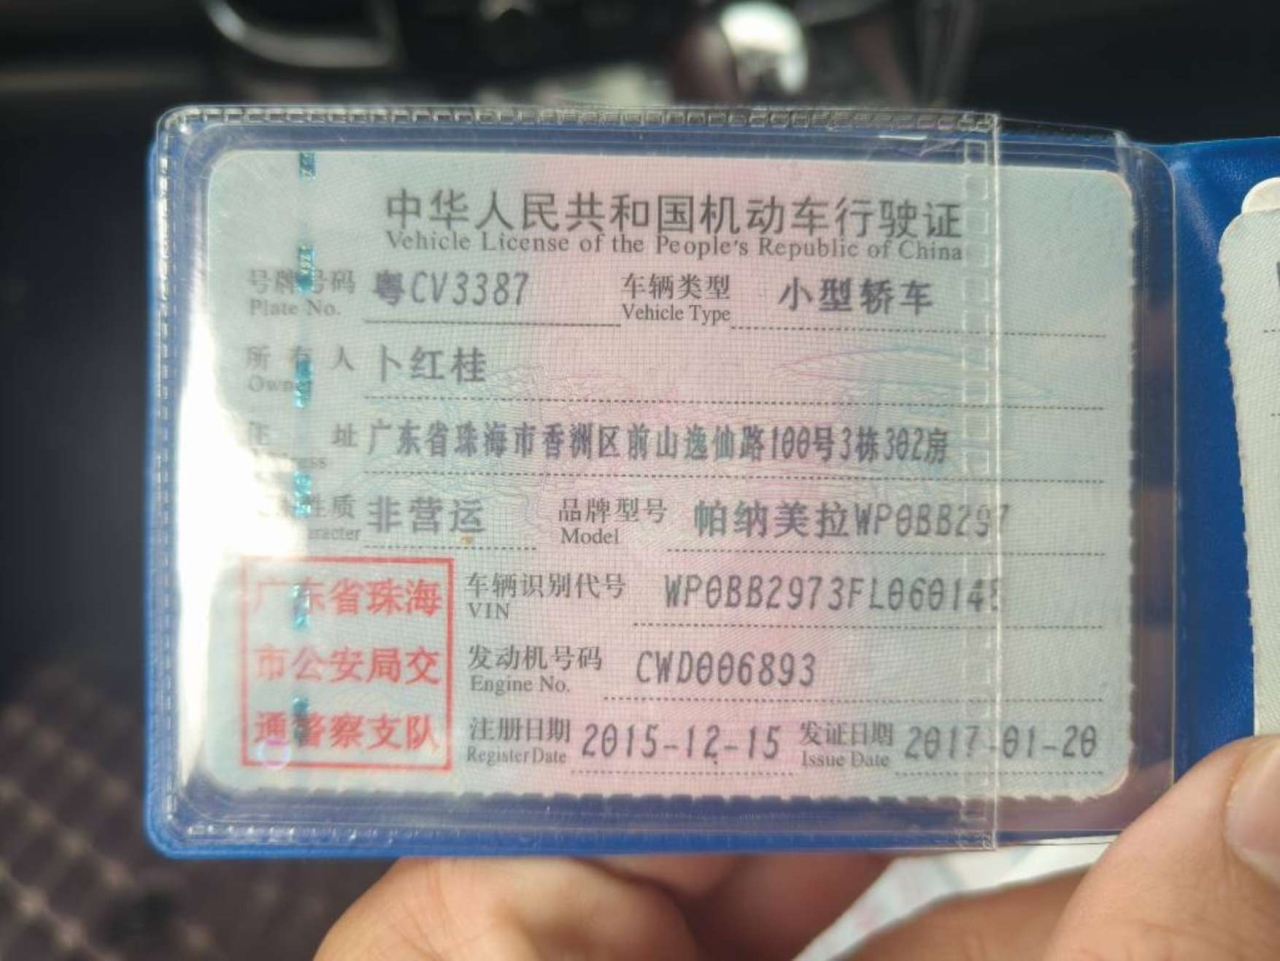 中华人民共和国机动车行驶证
Vehicle License of the People's Republic of China
号牌号码 粤CV3387 车辆类型 小型轿车
Plate No. Vehicle Type
所有人 卜红桂
Owner
住址 广东省珠海市香洲区前山逸仙路100号3栋302房
性质 非营运 品牌型号 帕纳美拉WP0BB297
Model
广东省珠海
市公安局交
通警察支队
车辆识别代号 WP0BB2973FL06014
VIN
发动机号码 CWD006893
Engine No.
注册日期 2015-12-15 发证日期 2017-01-20
Register Date Issue Date